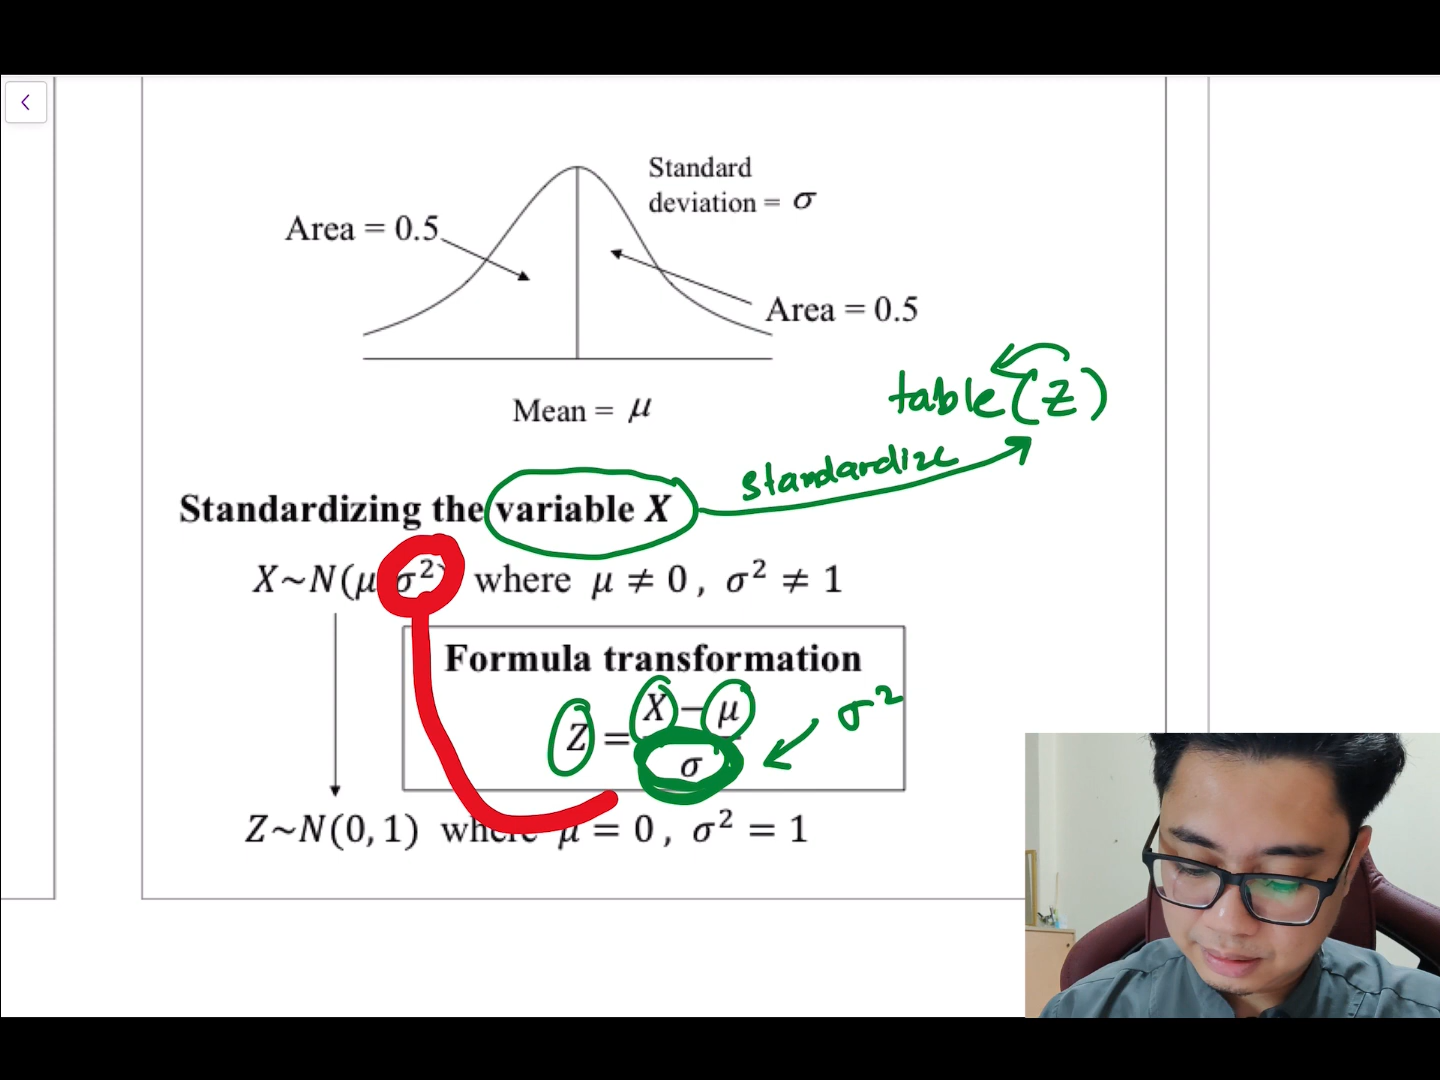 Standard
deviation = σ
Area = 0.5
Area = 0.5
table (z)
Mean = μ
standardize
Standardizing the variable X
X~N(μ σ²) where μ ≠ 0 , σ² ≠ 1
Formula transformation
Z = X − μ
σ
σ²
Z~N(0, 1) where μ = 0 , σ² = 1